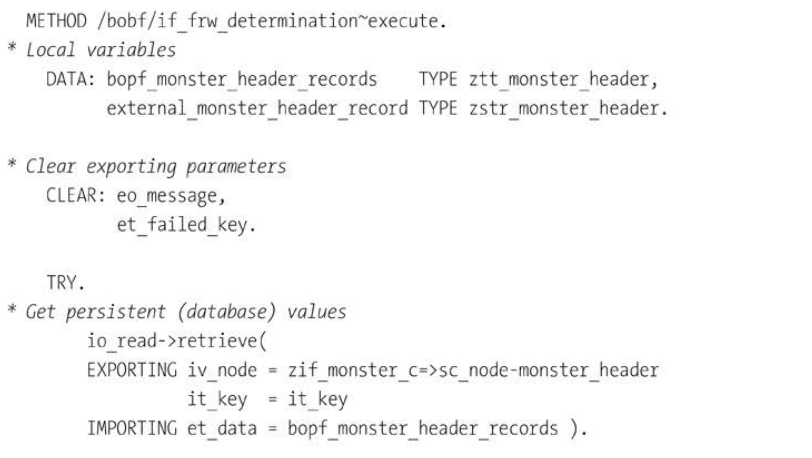 METHOD /bobf/if_frw_determination~execute.
* Local variables
DATA: bopf_monster_header_records TYPE ztt_monster_header,
external_monster_header_record TYPE zstr_monster_header.
* Clear exporting parameters
CLEAR: eo_message,
et_failed_key.
TRY.
* Get persistent (database) values
io_read->retrieve(
EXPORTING iv_node = zif_monster_c=>sc_node-monster_header
it_key = it_key
IMPORTING et_data = bopf_monster_header_records ).